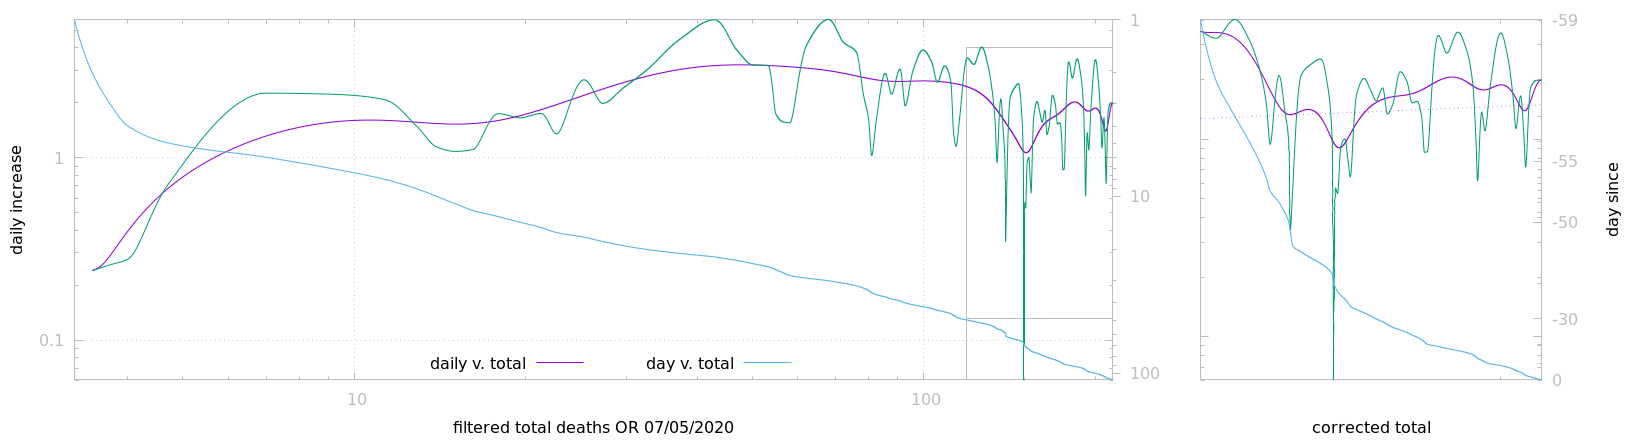 daily increase
1
0.1
10
100
1
10
100
daily v. total
day v. total
filtered total deaths OR 07/05/2020
-59
-55
-50
-30
0
day since
corrected total